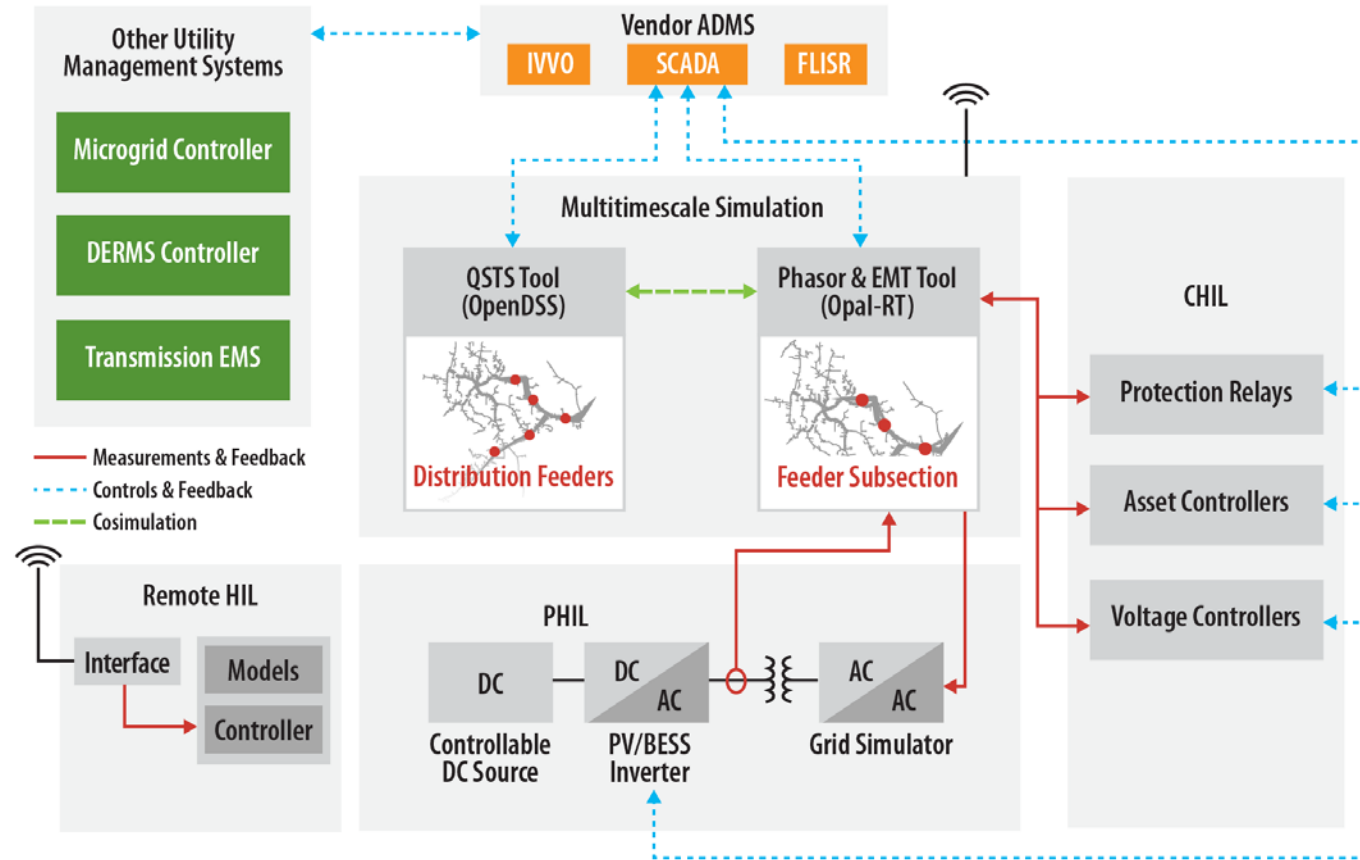 Other Utility
Management Systems
Microgrid Controller
DERMS Controller
Transmission EMS
Vendor ADMS
IVVO
SCADA
FLISR
Multitimescale Simulation
QSTS Tool
(OpenDSS)
Distribution Feeders
Phasor & EMT Tool
(Opal-RT)
Feeder Subsection
CHIL
Protection Relays
Asset Controllers
Voltage Controllers
Measurements & Feedback
Controls & Feedback
Cosimulation
Remote HIL
Interface
Models
Controller
PHIL
DC
Controllable
DC Source
DC
AC
PV/BESS
Inverter
AC
AC
Grid Simulator